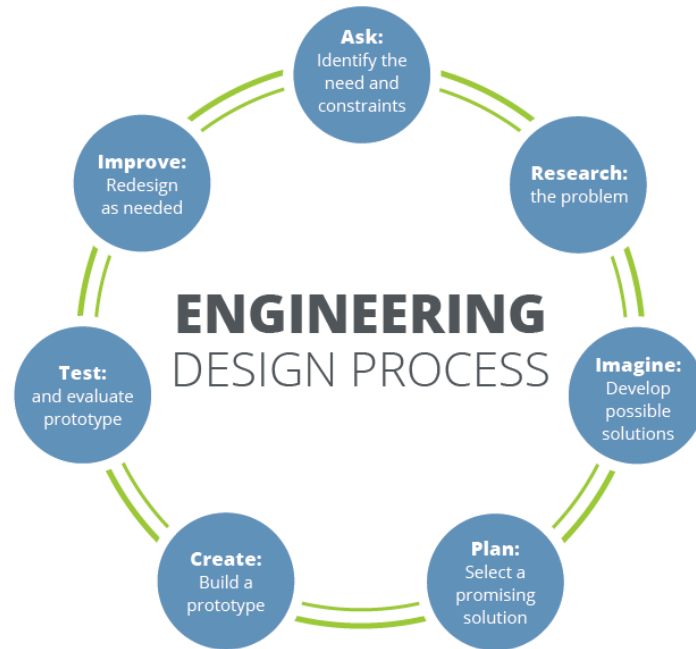 Ask:
Identify the
need and
constraints
Research:
the problem
Imagine:
Develop
possible
solutions
Plan:
Select a
promising
solution
Create:
Build a
prototype
Test:
and evaluate
prototype
Improve:
Redesign
as needed
ENGINEERING
DESIGN PROCESS